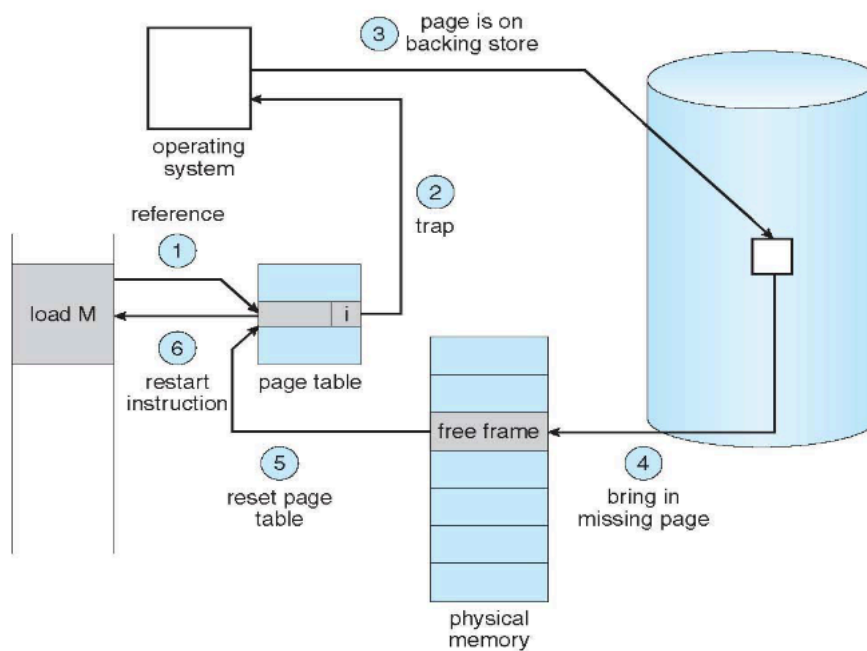 3
page is on
backing store
operating
system
2
trap
reference
1
load M
i
6
restart
instruction
page table
free frame
5
reset page
table
4
bring in
missing page
physical
memory